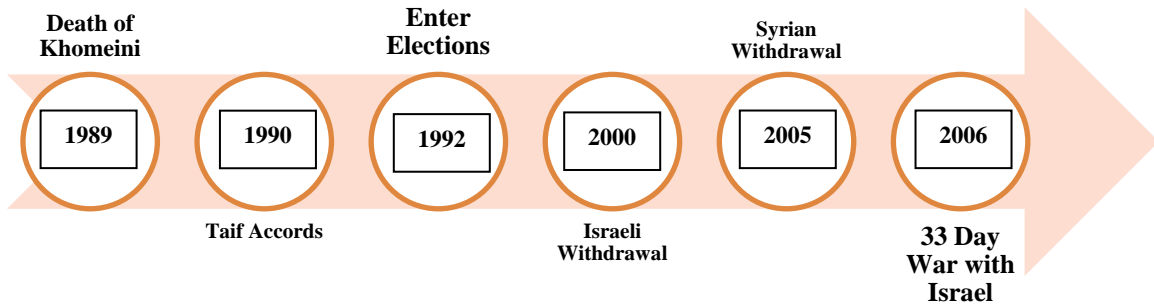 Death of
Khomeini
1989
1990
Taif Accords
Enter
Elections
1992
2000
Israeli
Withdrawal
Syrian
Withdrawal
2005
2006
33 Day
War with
Israel